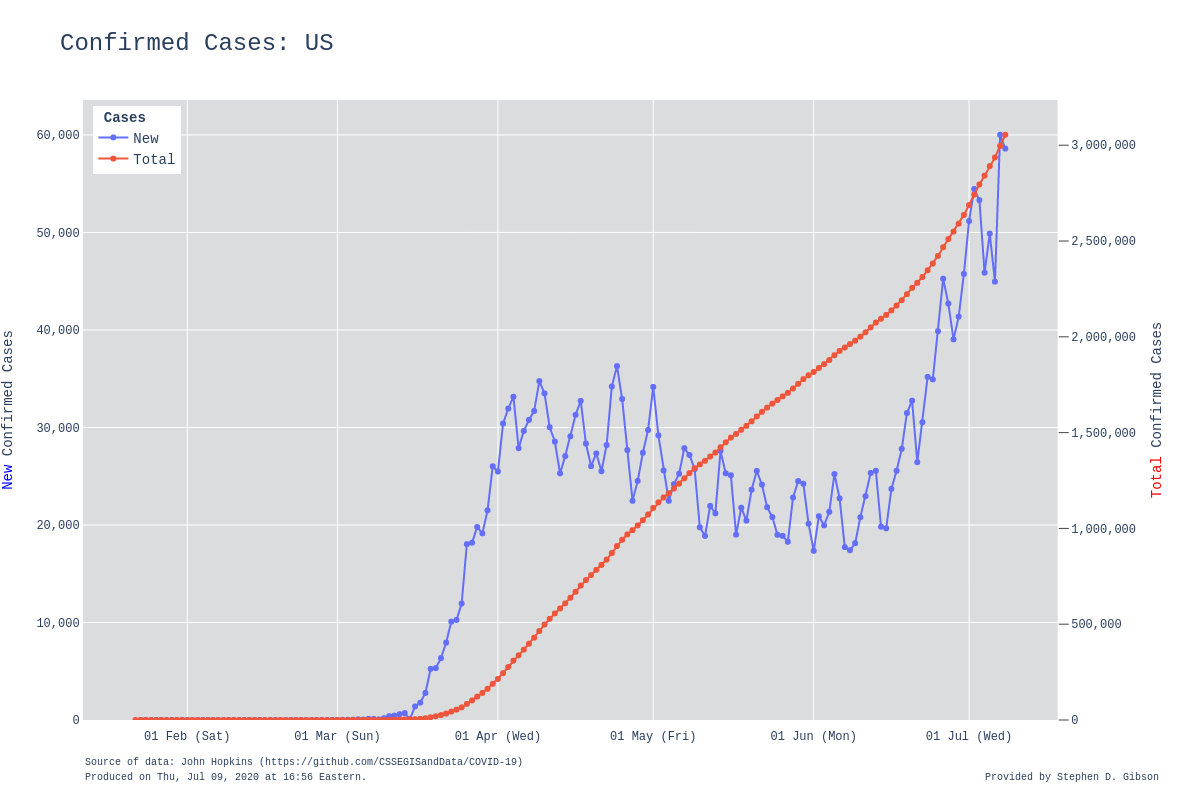 Confirmed Cases: US
Cases
New
Total
60,000
50,000
40,000
30,000
20,000
10,000
0
3,000,000
2,500,000
2,000,000
1,500,000
1,000,000
500,000
0
New Confirmed Cases
Total Confirmed Cases
01 Feb (Sat)
01 Mar (Sun)
01 Apr (Wed)
01 May (Fri)
01 Jun (Mon)
01 Jul (Wed)
Source of data: John Hopkins (https://github.com/CSSEGISandData/COVID-19)
Produced on Thu, Jul 09, 2020 at 16:56 Eastern.
Provided by Stephen D. Gibson